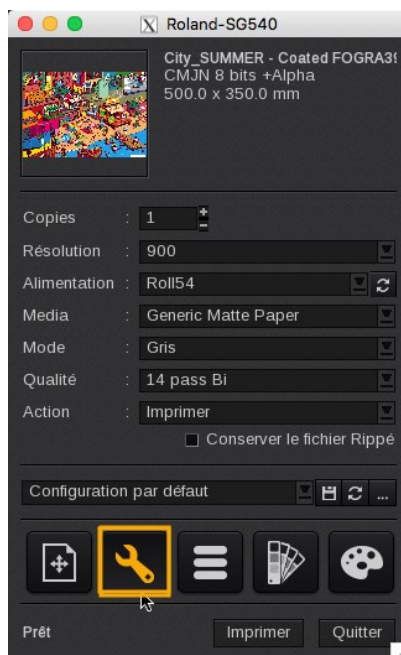 Roland-SG540
City_SUMMER - Coated FOGRA39
CMJN 8 bits +Alpha
500.0 x 350.0 mm
Copies : 1
Résolution : 900
Alimentation : Roll54
Media : Generic Matte Paper
Mode : Gris
Qualité : 14 pass Bi
Action : Imprimer
Conserver le fichier Rippé
Configuration par défaut ...
Prêt Imprimer Quitter